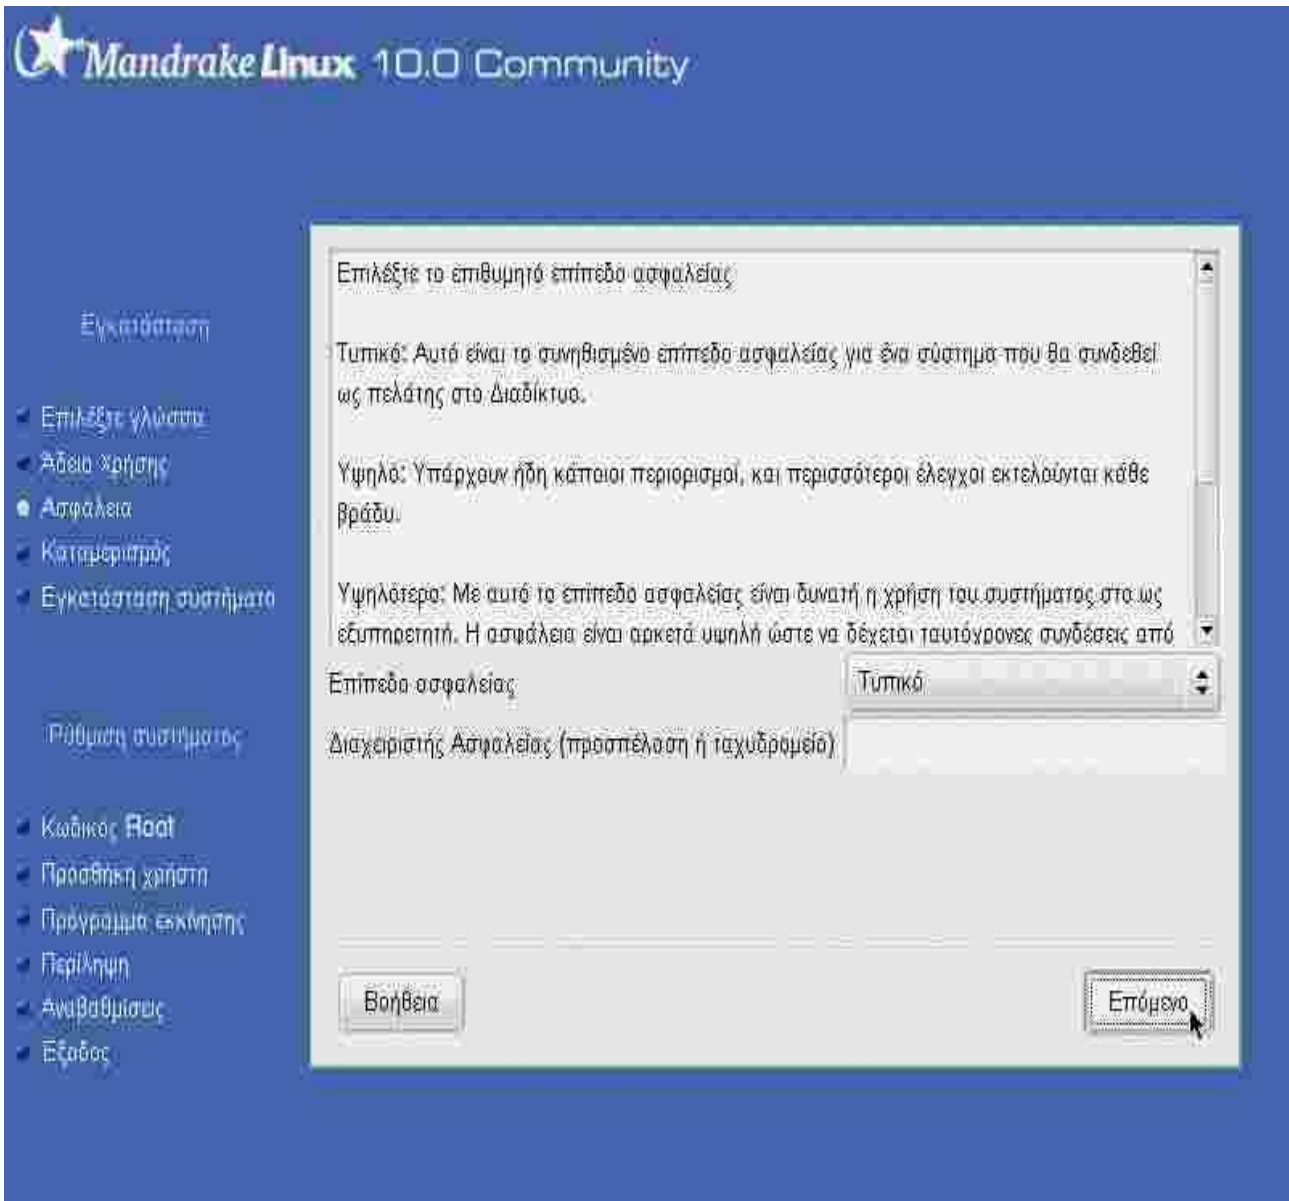 Mandrake Linux 10.0 Community
Εγκατάσταση
Επιλέξτε γλώσσα
Άδεια Χρήσης
Ασφάλεια
Καταμερισμός
Εγκατάσταση συστήματο
Ρύθμιση συστήματος
Κωδικός Root
Προσθήκη χρήστη
Πρόγραμμα εκκίνησης
Περίληψη
Αναβαθμίσεις
Έξοδος
Επιλέξτε το επιθυμητό επίπεδο ασφαλείας
Τυπικό: Αυτό είναι το συνηθισμένο επίπεδο ασφαλείας για ένα σύστημα που θα συνδεθεί
ως πελάτης στο Διαδίκτυο.
Υψηλό: Υπάρχουν ήδη κάποιοι περιορισμοί, και περισσότεροι έλεγχοι εκτελούνται κάθε
βράδυ.
Υψηλότερο: Με αυτό το επίπεδο ασφαλείας είναι δυνατή η χρήση του συστήματος στο ως
εξυπηρετητή. Η ασφάλεια είναι αρκετά υψηλή ώστε να δέχεται ταυτόχρονες συνδέσεις από
Επίπεδο ασφαλείας
Τυπικό
Διαχειριστής Ασφαλείας (προσπέλαση ή ταχυδρομείο)
Βοήθεια
Επόμενο